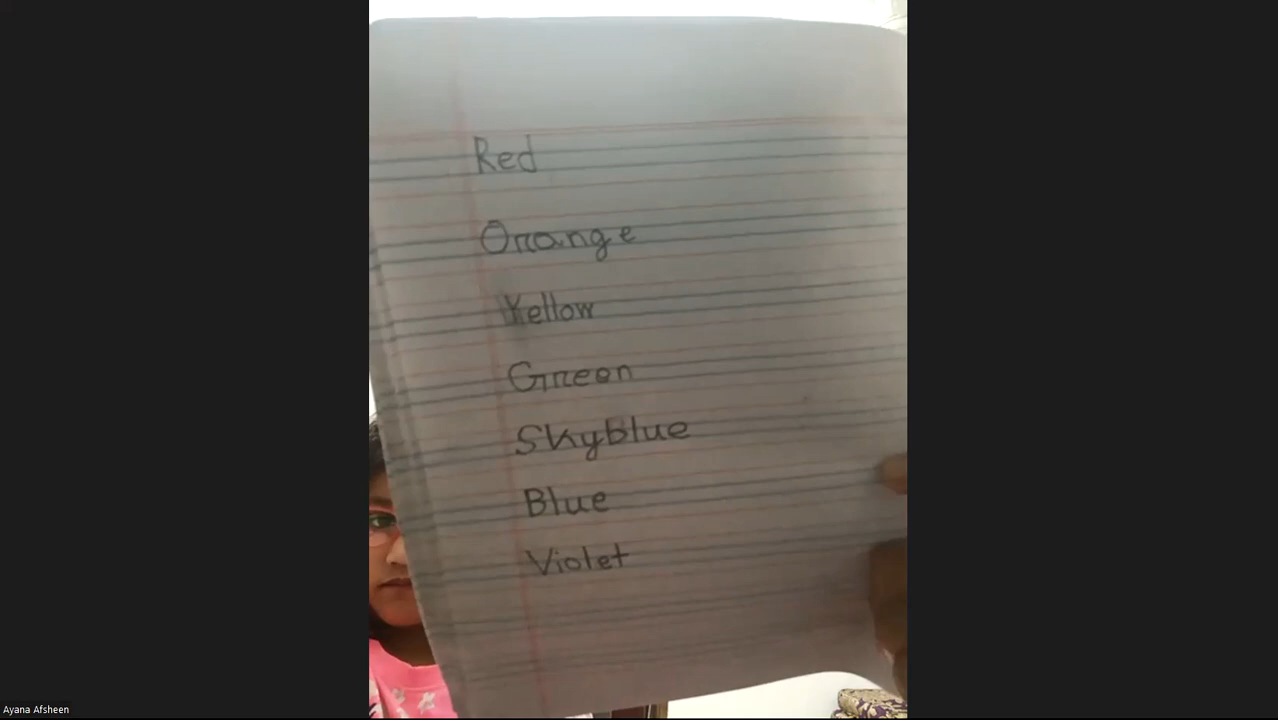 Red
Orange
Yellow
Green
Skyblue
Blue
Violet
Ayana Afsheen